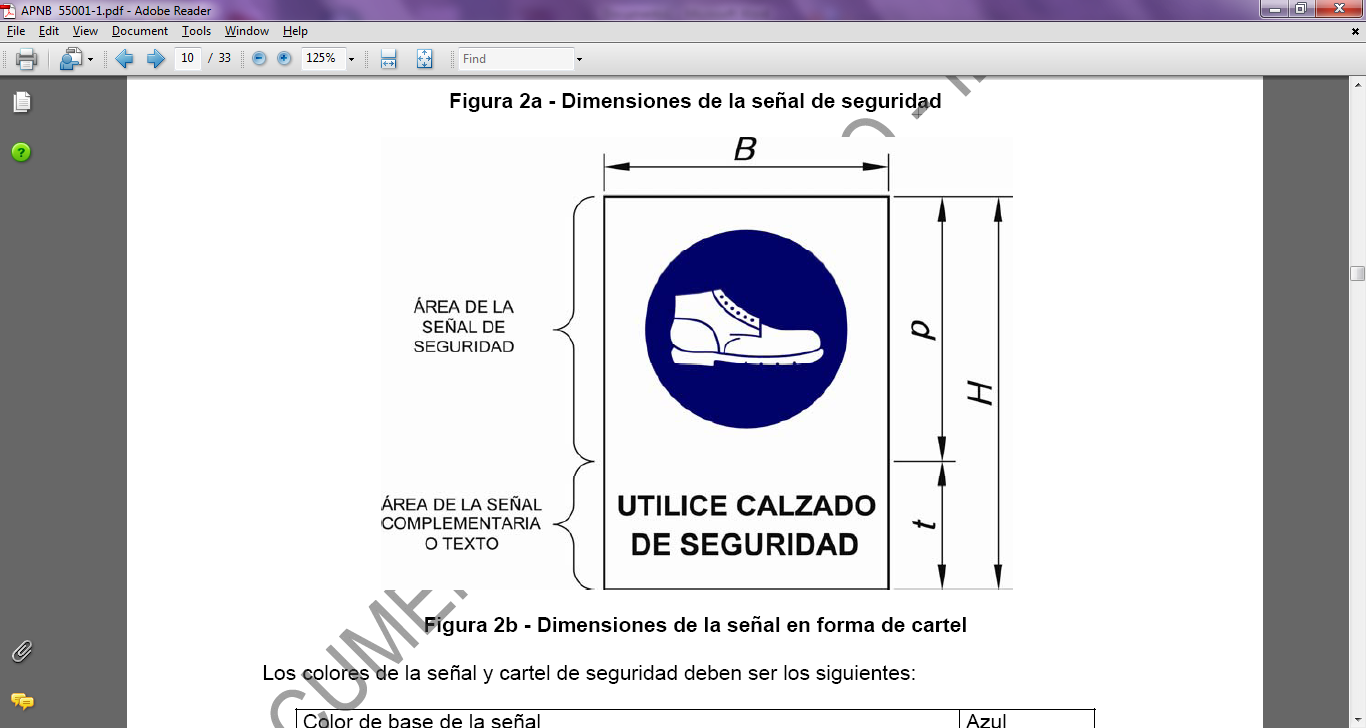 APNB 55001-1.pdf - Adobe Reader
File Edit View Document Tools Window Help
10 / 33 125% Find
Figura 2a - Dimensiones de la señal de seguridad
B
ÁREA DE LA
SEÑAL DE
SEGURIDAD
p
H
ÁREA DE LA SEÑAL
COMPLEMENTARIA
O TEXTO
UTILICE CALZADO
DE SEGURIDAD
t
Figura 2b - Dimensiones de la señal en forma de cartel
Los colores de la señal y cartel de seguridad deben ser los siguientes:
Color de base de la señal Azul